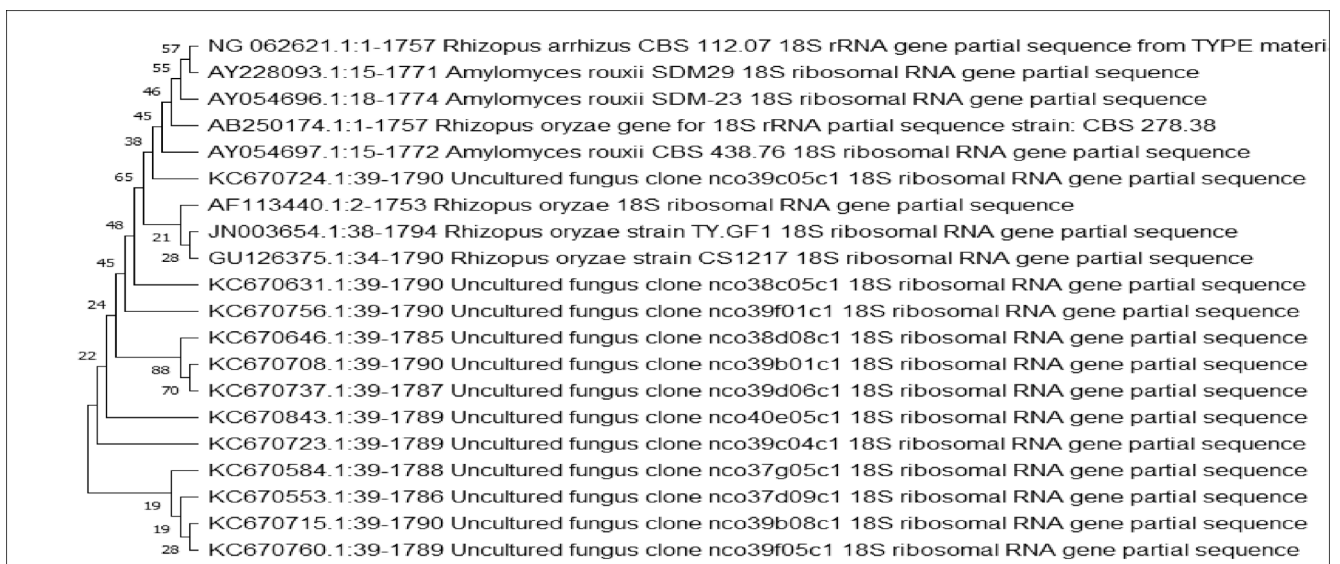 57 NG 062621.1:1-1757 Rhizopus arrhizus CBS 112.07 18S rRNA gene partial sequence from TYPE materi
55 AY228093.1:15-1771 Amylomyces rouxii SDM29 18S ribosomal RNA gene partial sequence
46 AY054696.1:18-1774 Amylomyces rouxii SDM-23 18S ribosomal RNA gene partial sequence
45 AB250174.1:1-1757 Rhizopus oryzae gene for 18S rRNA partial sequence strain: CBS 278.38
38 AY054697.1:15-1772 Amylomyces rouxii CBS 438.76 18S ribosomal RNA gene partial sequence
65 KC670724.1:39-1790 Uncultured fungus clone nco39c05c1 18S ribosomal RNA gene partial sequence
AF113440.1:2-1753 Rhizopus oryzae 18S ribosomal RNA gene partial sequence
48 21 JN003654.1:38-1794 Rhizopus oryzae strain TY.GF1 18S ribosomal RNA gene partial sequence
45 28 GU126375.1:34-1790 Rhizopus oryzae strain CS1217 18S ribosomal RNA gene partial sequence
KC670631.1:39-1790 Uncultured fungus clone nco38c05c1 18S ribosomal RNA gene partial sequence
24 KC670756.1:39-1790 Uncultured fungus clone nco39f01c1 18S ribosomal RNA gene partial sequence
KC670646.1:39-1785 Uncultured fungus clone nco38d08c1 18S ribosomal RNA gene partial sequence
22 88 KC670708.1:39-1790 Uncultured fungus clone nco39b01c1 18S ribosomal RNA gene partial sequence
70 KC670737.1:39-1787 Uncultured fungus clone nco39d06c1 18S ribosomal RNA gene partial sequence
KC670843.1:39-1789 Uncultured fungus clone nco40e05c1 18S ribosomal RNA gene partial sequence
KC670723.1:39-1789 Uncultured fungus clone nco39c04c1 18S ribosomal RNA gene partial sequence
KC670584.1:39-1788 Uncultured fungus clone nco37g05c1 18S ribosomal RNA gene partial sequence
19 KC670553.1:39-1786 Uncultured fungus clone nco37d09c1 18S ribosomal RNA gene partial sequence
19 KC670715.1:39-1790 Uncultured fungus clone nco39b08c1 18S ribosomal RNA gene partial sequence
28 KC670760.1:39-1789 Uncultured fungus clone nco39f05c1 18S ribosomal RNA gene partial sequence